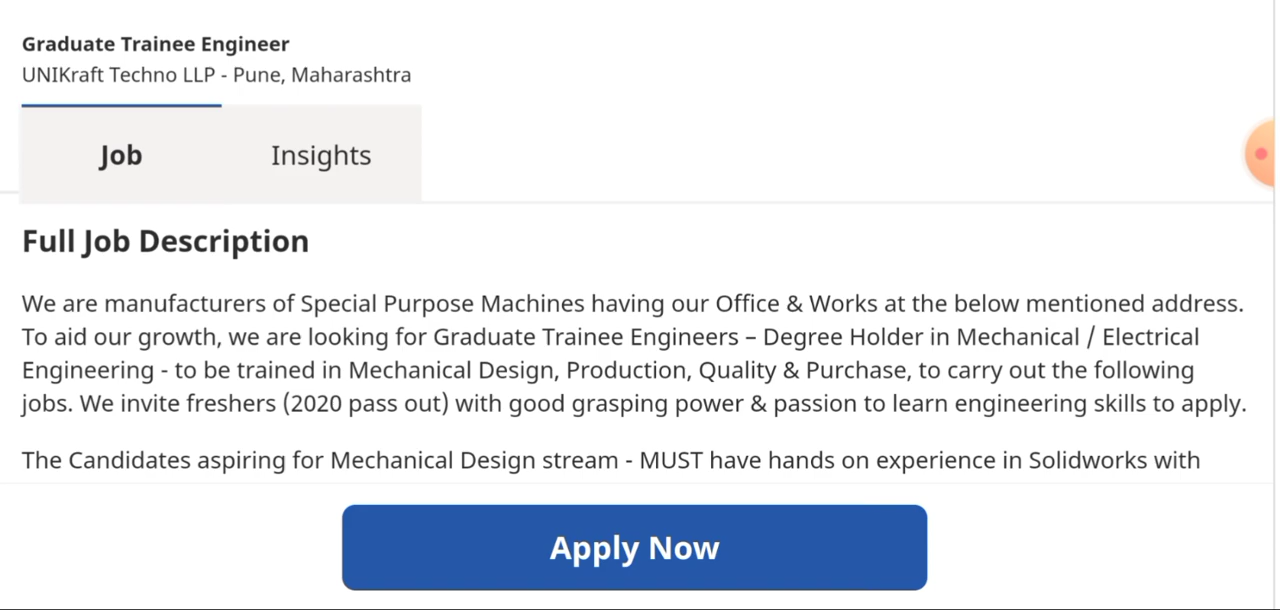 Graduate Trainee Engineer
UNIKraft Techno LLP - Pune, Maharashtra
Job
Insights
Full Job Description
We are manufacturers of Special Purpose Machines having our Office & Works at the below mentioned address.
To aid our growth, we are looking for Graduate Trainee Engineers – Degree Holder in Mechanical / Electrical
Engineering - to be trained in Mechanical Design, Production, Quality & Purchase, to carry out the following
jobs. We invite freshers (2020 pass out) with good grasping power & passion to learn engineering skills to apply.
The Candidates aspiring for Mechanical Design stream - MUST have hands on experience in Solidworks with
Apply Now